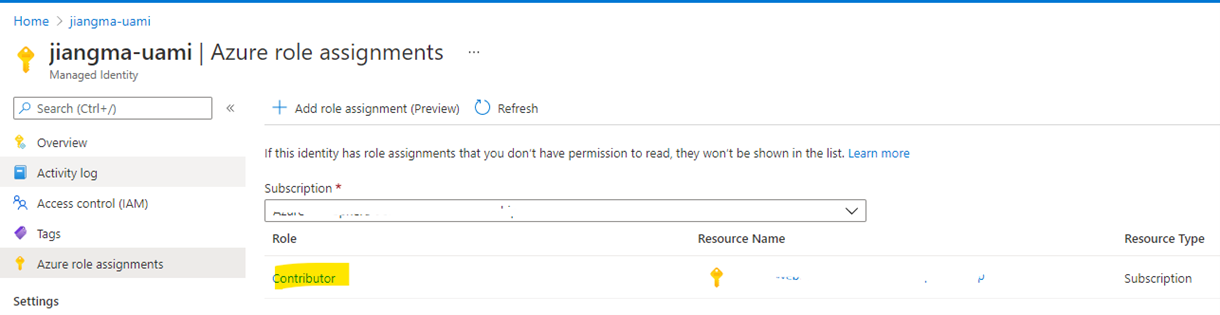 Home > jiangma-uami
jiangma-uami | Azure role assignments ...
Managed Identity
Search (Ctrl+/) «
Add role assignment (Preview) Refresh
Overview
Activity log
Access control (IAM)
Tags
Azure role assignments
Settings
If this identity has role assignments that you don't have permission to read, they won't be shown in the list. Learn more
Subscription *
Role Resource Name Resource Type
Contributor Subscription